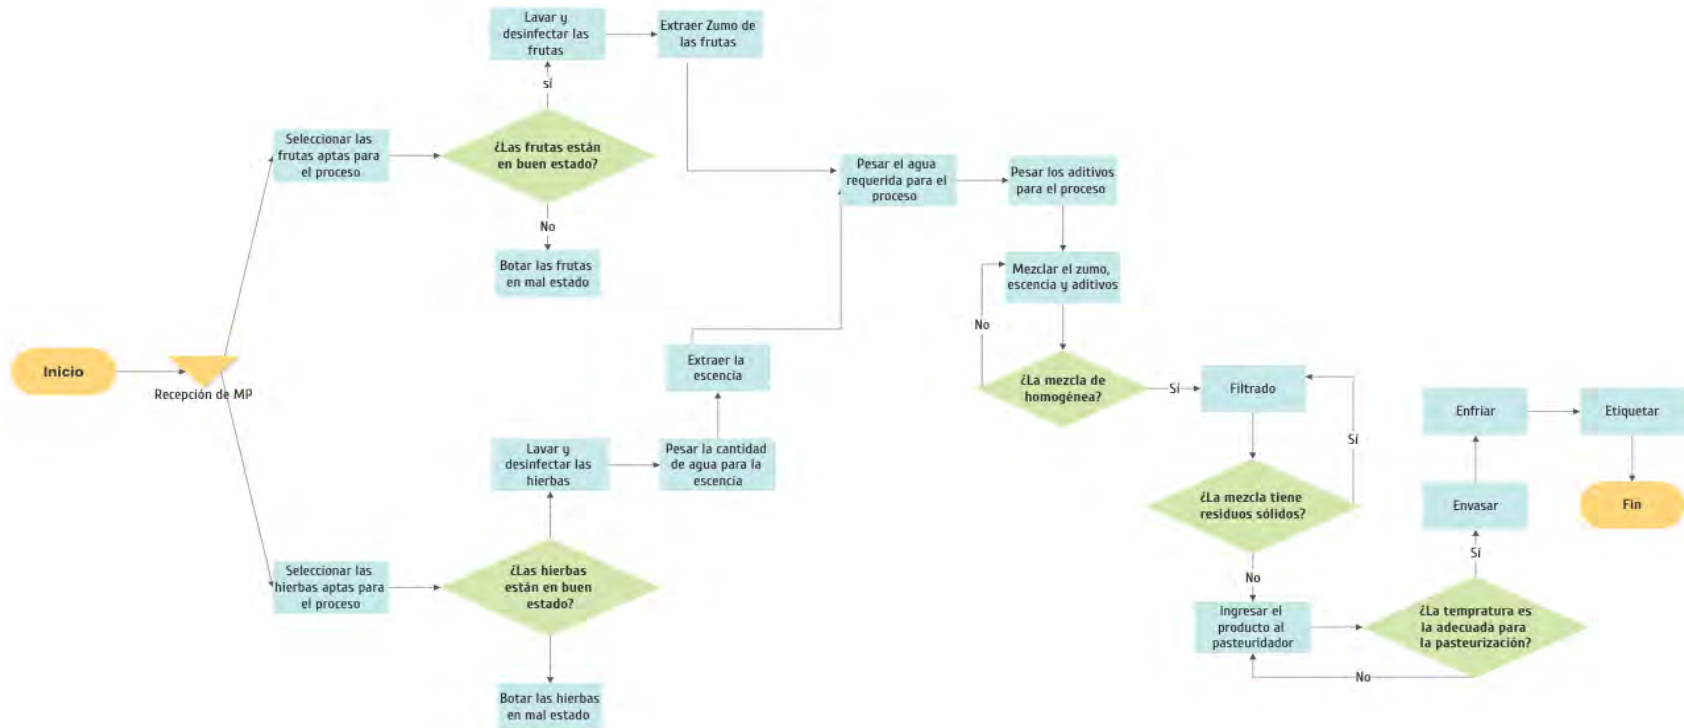 Inicio
Recepción de MP
Seleccionar las
frutas aptas para
el proceso
¿Las frutas están
en buen estado?
sí
Lavar y
desinfectar las
frutas
Extraer Zumo de
las frutas
No
Botar las frutas
en mal estado
Seleccionar las
hierbas aptas para
el proceso
¿Las hierbas
están en buen
estado?
Lavar y
desinfectar las
hierbas
Pesar la cantidad
de agua para la
escencía
Extraer la
escencia
Botar las hierbas
en mal estado
Pesar el agua
requerida para el
proceso
Pesar los aditivos
para el proceso
Mezclar el zumo,
escencia y aditivos
No
¿La mezcla de
homogénea?
Sí
Filtrado
Sí
¿La mezcla tiene
residuos sólidos?
No
Ingresar el
producto al
pasteuridador
¿La tempratura es
la adecuada para
la pasteurización?
No
Sí
Envasar
Enfriar
Etiquetar
Fin